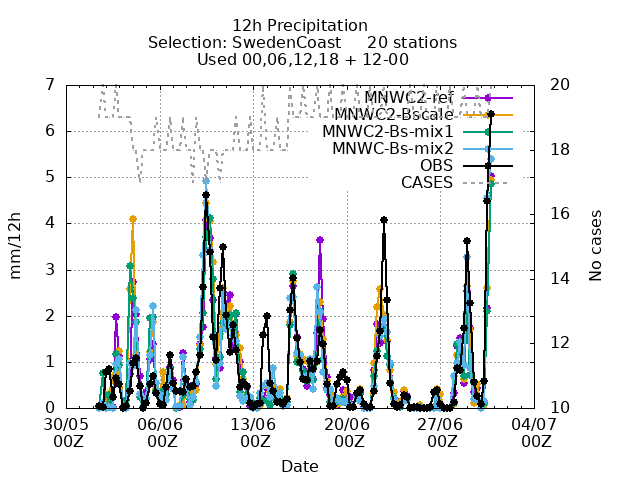 12h Precipitation
Selection: SwedenCoast 20 stations
Used 00,06,12,18 + 12-00
7 20
MNWC2-ref
MNWC2-Bscale
6
MNWC2-Bs-mix1
MNWC-Bs-mix2 18
OBS
5 CASES
16
4
3 14
2 12
1
0 10
mm/12h
No cases
30/05 06/06 13/06 20/06 27/06 04/07
00Z 00Z 00Z 00Z 00Z 00Z
Date